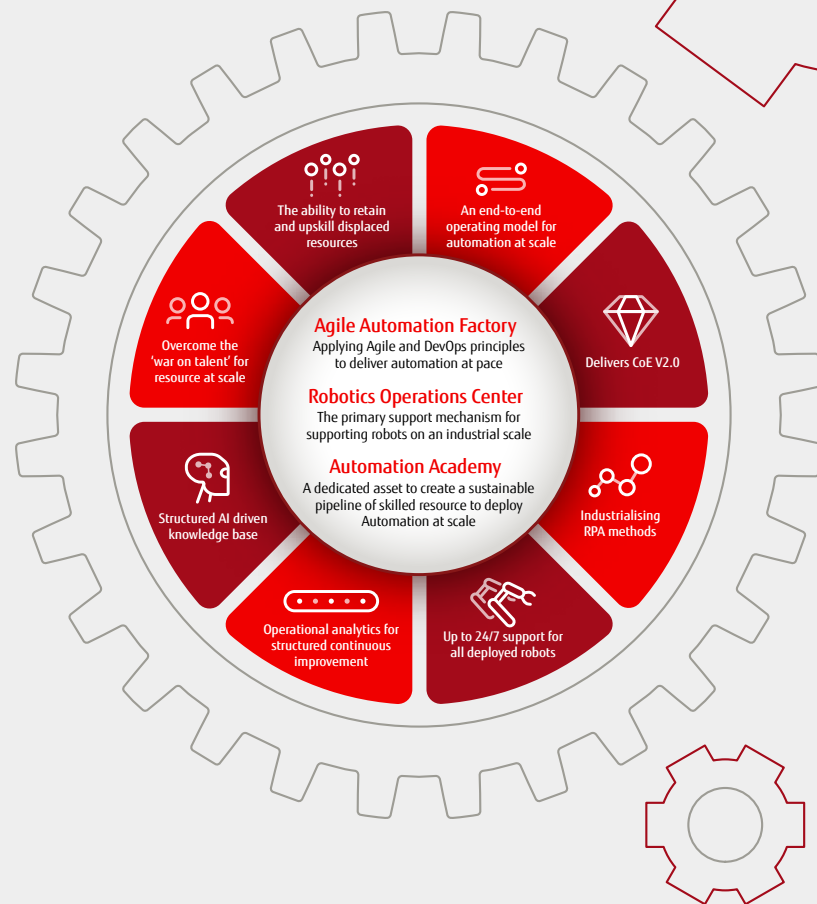 The ability to retain
and upskill displaced
resources
An end-to-end
operating model for
automation at scale
Overcome the
‘war on talent’ for
resource at scale
Delivers CoE V2.0
Agile Automation Factory
Applying Agile and DevOps principles
to deliver automation at pace
Robotics Operations Center
The primary support mechanism for
supporting robots on an industrial scale
Automation Academy
A dedicated asset to create a sustainable
pipeline of skilled resource to deploy
Automation at scale
Structured AI driven
knowledge base
Industrialising
RPA methods
Operational analytics for
structured continuous
improvement
Up to 24/7 support for
all deployed robots